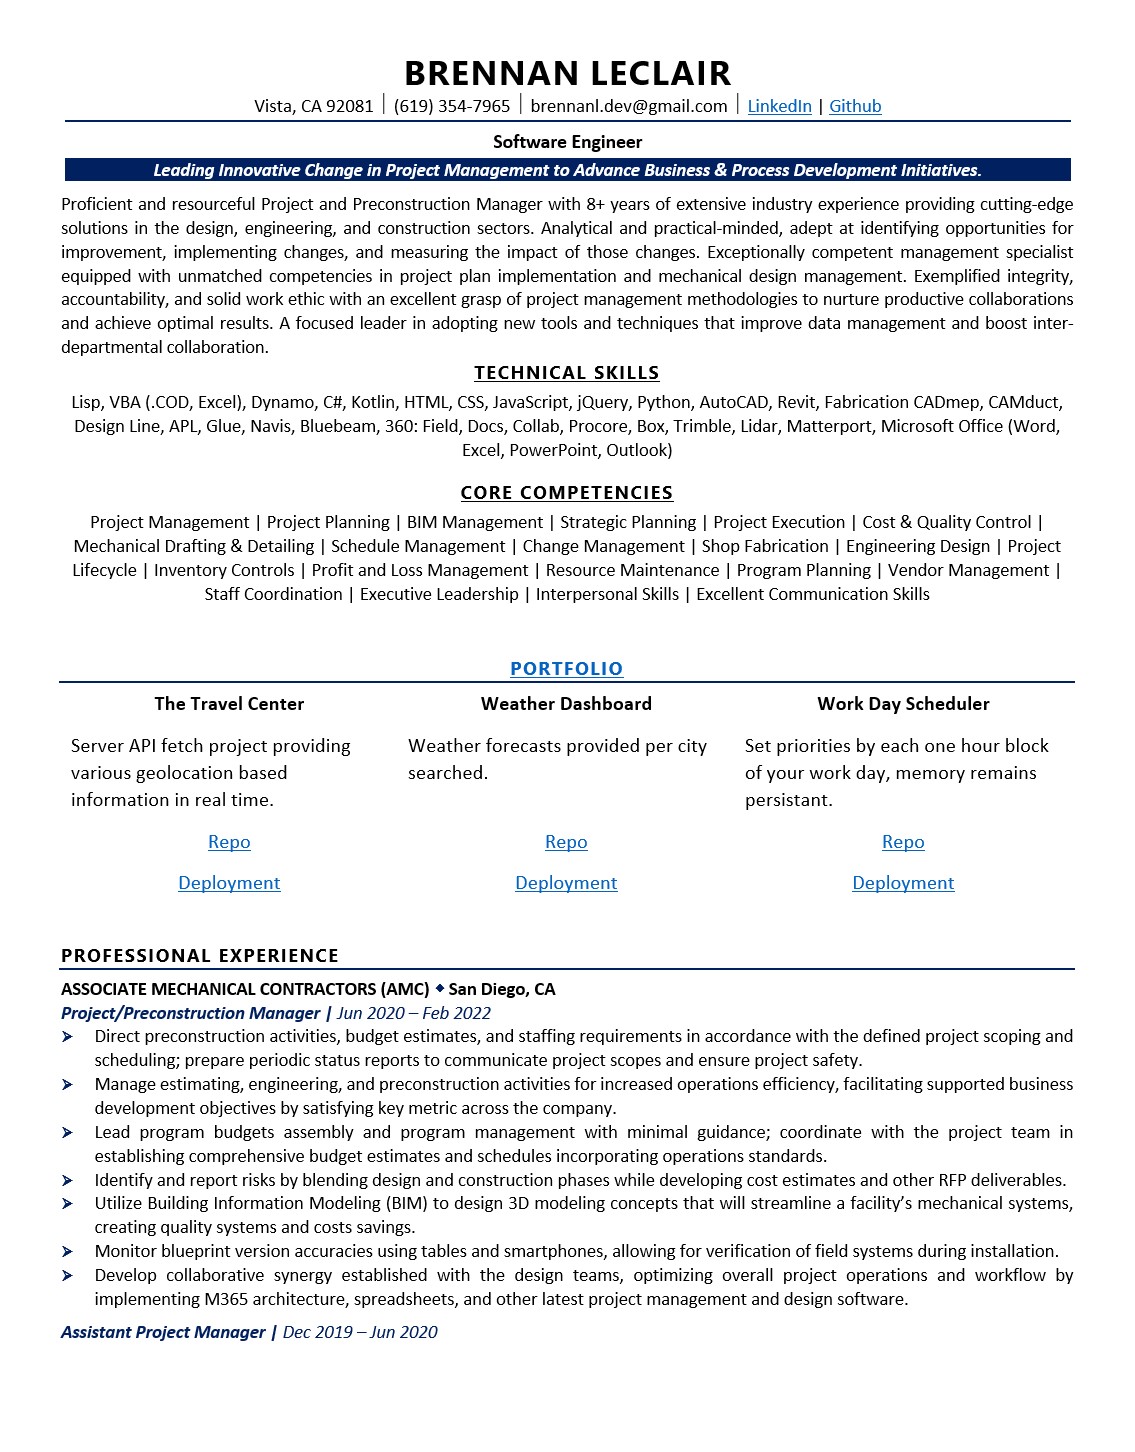 BRENNAN LECLAIR
Vista, CA 92081 | (619) 354-7965 | brennanl.dev@gmail.com | LinkedIn | Github
Software Engineer
Leading Innovative Change in Project Management to Advance Business & Process Development Initiatives.
Proficient and resourceful Project and Preconstruction Manager with 8+ years of extensive industry experience providing cutting-edge
solutions in the design, engineering, and construction sectors. Analytical and practical-minded, adept at identifying opportunities for
improvement, implementing changes, and measuring the impact of those changes. Exceptionally competent management specialist
equipped with unmatched competencies in project plan implementation and mechanical design management. Exemplified integrity,
accountability, and solid work ethic with an excellent grasp of project management methodologies to nurture productive collaborations
and achieve optimal results. A focused leader in adopting new tools and techniques that improve data management and boost inter-
departmental collaboration.
TECHNICAL SKILLS
Lisp, VBA (.COD, Excel), Dynamo, C#, Kotlin, HTML, CSS, JavaScript, jQuery, Python, AutoCAD, Revit, Fabrication CADmep, CAMduct,
Design Line, APL, Glue, Navis, Bluebeam, 360: Field, Docs, Collab, Procore, Box, Trimble, Lidar, Matterport, Microsoft Office (Word,
Excel, PowerPoint, Outlook)
CORE COMPETENCIES
Project Management | Project Planning | BIM Management | Strategic Planning | Project Execution | Cost & Quality Control |
Mechanical Drafting & Detailing | Schedule Management | Change Management | Shop Fabrication | Engineering Design | Project
Lifecycle | Inventory Controls | Profit and Loss Management | Resource Maintenance | Program Planning | Vendor Management |
Staff Coordination | Executive Leadership | Interpersonal Skills | Excellent Communication Skills
PORTFOLIO
The Travel Center
Server API fetch project providing
various geolocation based
information in real time.
Repo
Deployment
Weather Dashboard
Weather forecasts provided per city
searched.
Repo
Deployment
Work Day Scheduler
Set priorities by each one hour block
of your work day, memory remains
persistant.
Repo
Deployment
PROFESSIONAL EXPERIENCE
ASSOCIATE MECHANICAL CONTRACTORS (AMC) ◆ San Diego, CA
Project/Preconstruction Manager | Jun 2020 – Feb 2022
➢ Direct preconstruction activities, budget estimates, and staffing requirements in accordance with the defined project scoping and
scheduling; prepare periodic status reports to communicate project scopes and ensure project safety.
➢ Manage estimating, engineering, and preconstruction activities for increased operations efficiency, facilitating supported business
development objectives by satisfying key metric across the company.
➢ Lead program budgets assembly and program management with minimal guidance; coordinate with the project team in
establishing comprehensive budget estimates and schedules incorporating operations standards.
➢ Identify and report risks by blending design and construction phases while developing cost estimates and other RFP deliverables.
➢ Utilize Building Information Modeling (BIM) to design 3D modeling concepts that will streamline a facility’s mechanical systems,
creating quality systems and costs savings.
➢ Monitor blueprint version accuracies using tables and smartphones, allowing for verification of field systems during installation.
➢ Develop collaborative synergy established with the design teams, optimizing overall project operations and workflow by
implementing M365 architecture, spreadsheets, and other latest project management and design software.
Assistant Project Manager | Dec 2019 – Jun 2020